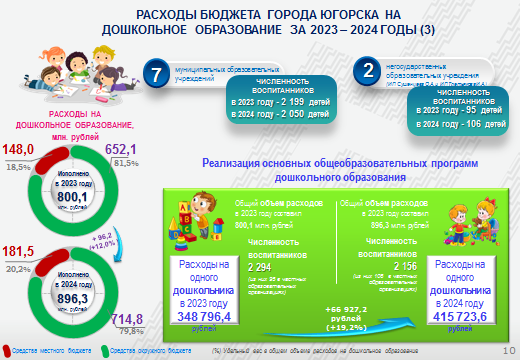 РАСХОДЫ БЮДЖЕТА ГОРОДА ЮГОРСКА НА
ДОШКОЛЬНОЕ ОБРАЗОВАНИЕ ЗА 2023 – 2024 ГОДЫ (3)
7
муниципальных образовательных
учреждений
ЧИСЛЕННОСТЬ
ВОСПИТАННИКОВ
в 2023 году - 2 199 детей
в 2024 году - 2 050 детей
2
негосударственных
образовательных учреждения
ЧИСЛЕННОСТЬ
ВОСПИТАННИКОВ
в 2023 году - 95 детей
в 2024 году - 106 детей
РАСХОДЫ НА
ДОШКОЛЬНОЕ ОБРАЗОВАНИЕ,
млн. рублей
148,0
18,5%
652,1
81,5%
Исполнено
в 2023 году
800,1
млн. рублей
+ 96,2
(+12,0%)
181,5
20,2%
Исполнено
в 2024 году
896,3
млн. рублей
714,8
79,8%
Средства местного бюджета
Средства окружного бюджета
Реализация основных общеобразовательных программ
дошкольного образования
Общий объем расходов
в 2023 году составил
800,1 млн. рублей
Численность
воспитанников
2 294
(из них 95 в частных
образовательных
организациях)
Расходы на
одного
дошкольника
в 2023 году
348 796,4
рублей
Общий объем расходов
в 2023 году составил
896,3 млн. рублей
Численность
воспитанников
2 156
(из них 106 в частных
образовательных
организациях)
Расходы на
одного
дошкольника
в 2024 году
415 723,6
рублей
+66 927,2
рублей
(+19,2%)
(%) Удельный вес в общем объеме расходов на дошкольное образование
10